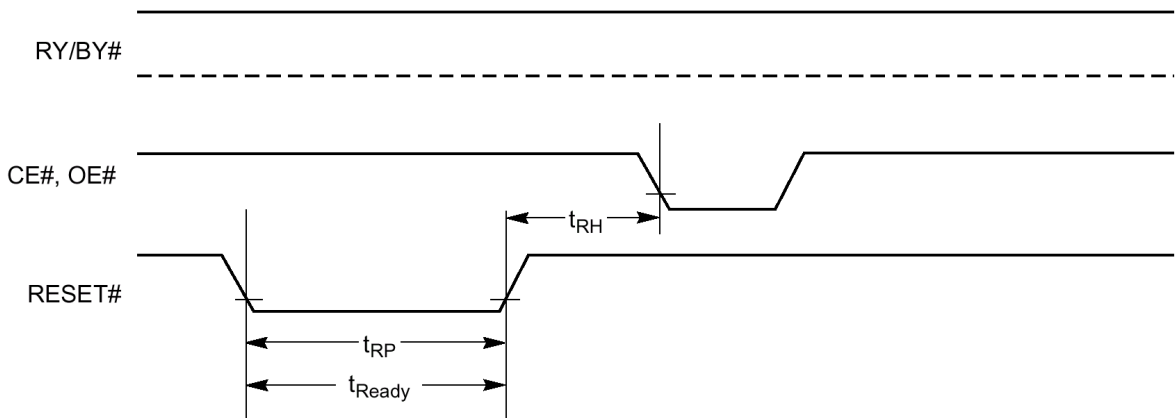 RY/BY#
CE#, OE#
tRH
RESET#
tRP
tReady